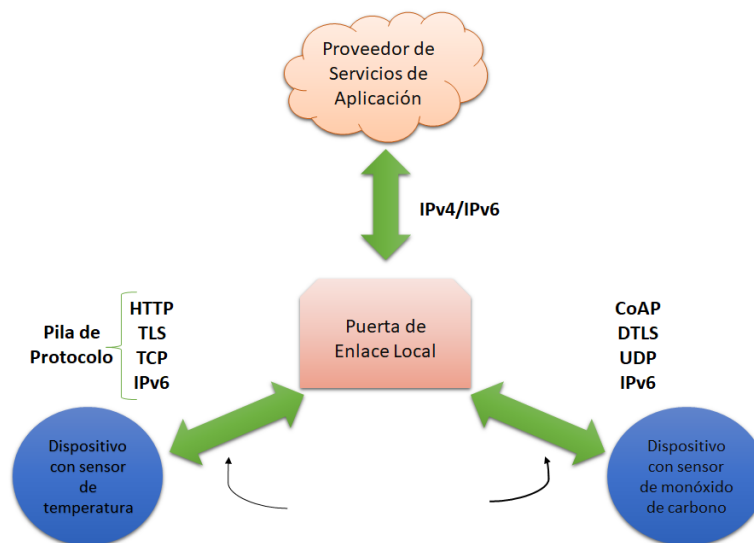 Proveedor de
Servicios de
Aplicación
IPv4/IPv6
Puerta de
Enlace Local
Pila de
Protocolo
HTTP
TLS
TCP
IPv6
CoAP
DTLS
UDP
IPv6
Dispositivo
con sensor
de
temperatura
Dispositivo
con sensor
de monóxido
de carbono